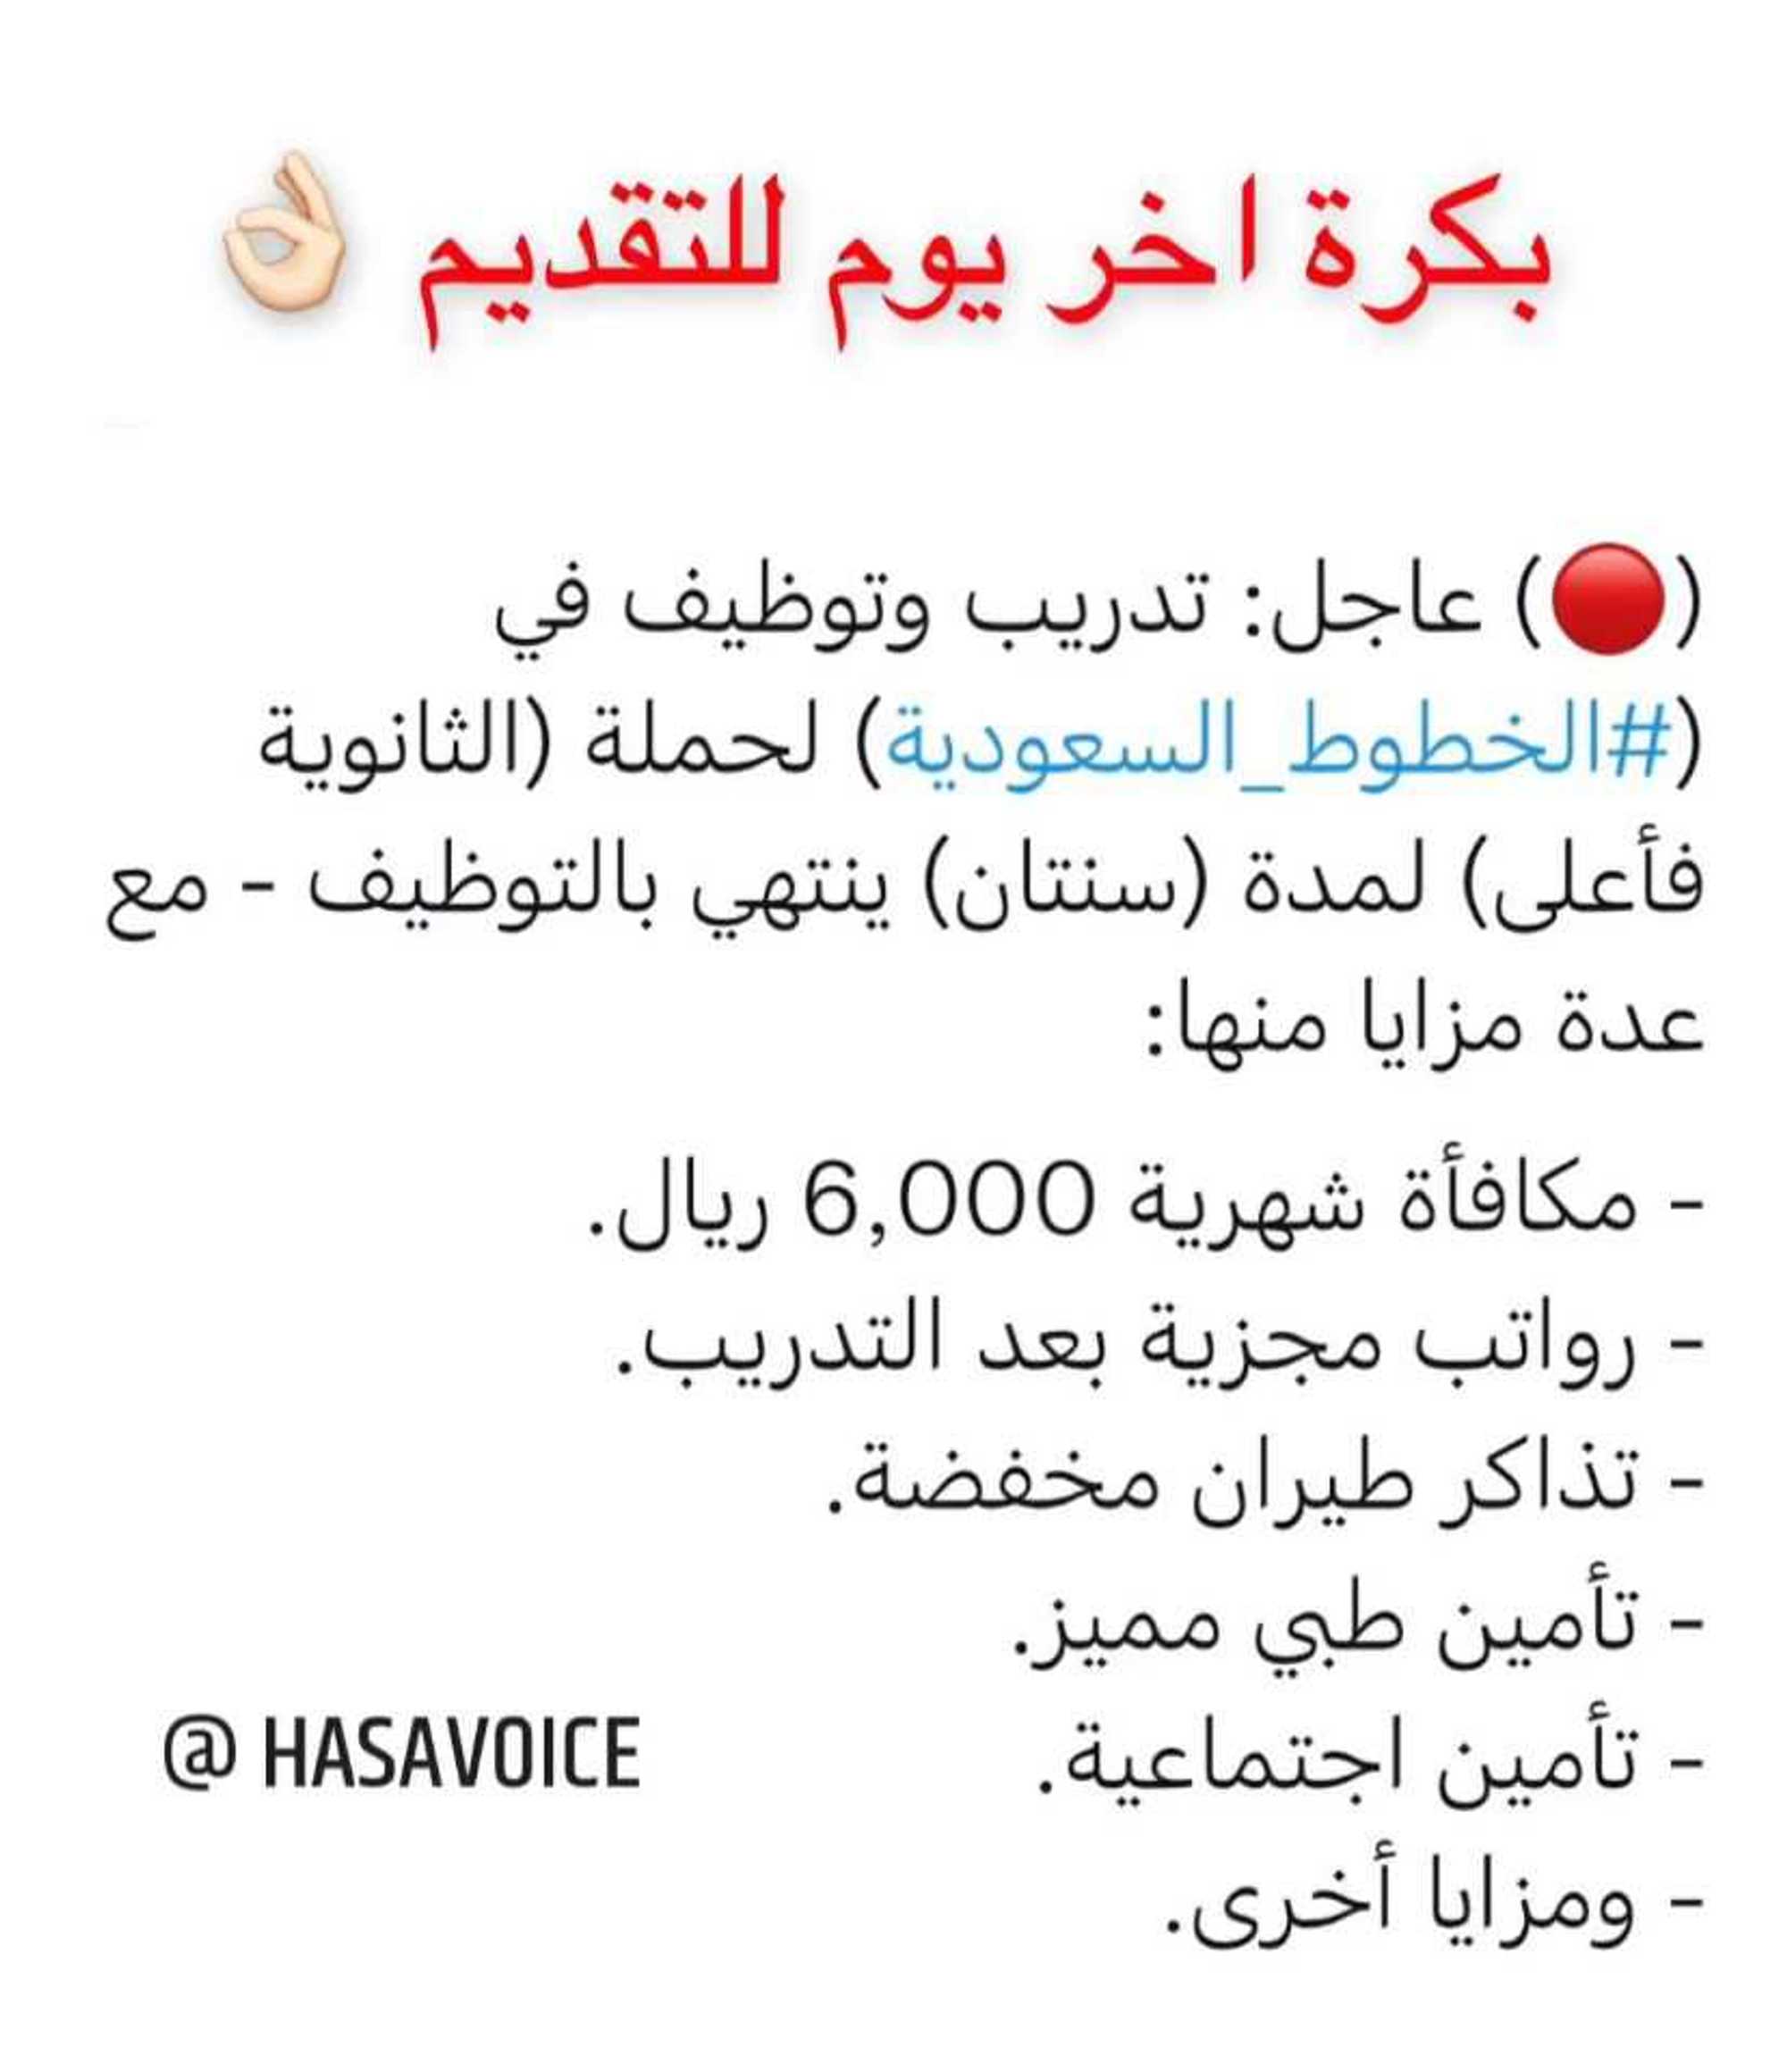 بكرة اخر يوم للتقديم 👌🏻
(🔴) عاجل: تدريب وتوظيف في
(#الخطوط_السعودية) لحملة (الثانوية
فأعلى) لمدة (سنتان) ينتهي بالتوظيف - مع
عدة مزايا منها:
- مكافأة شهرية 6,000 ريال.
- رواتب مجزية بعد التدريب.
- تذاكر طيران مخفضة.
- تأمين طبي مميز.
- تأمين اجتماعية.
@ HASAVOICE
- ومزايا أخرى.